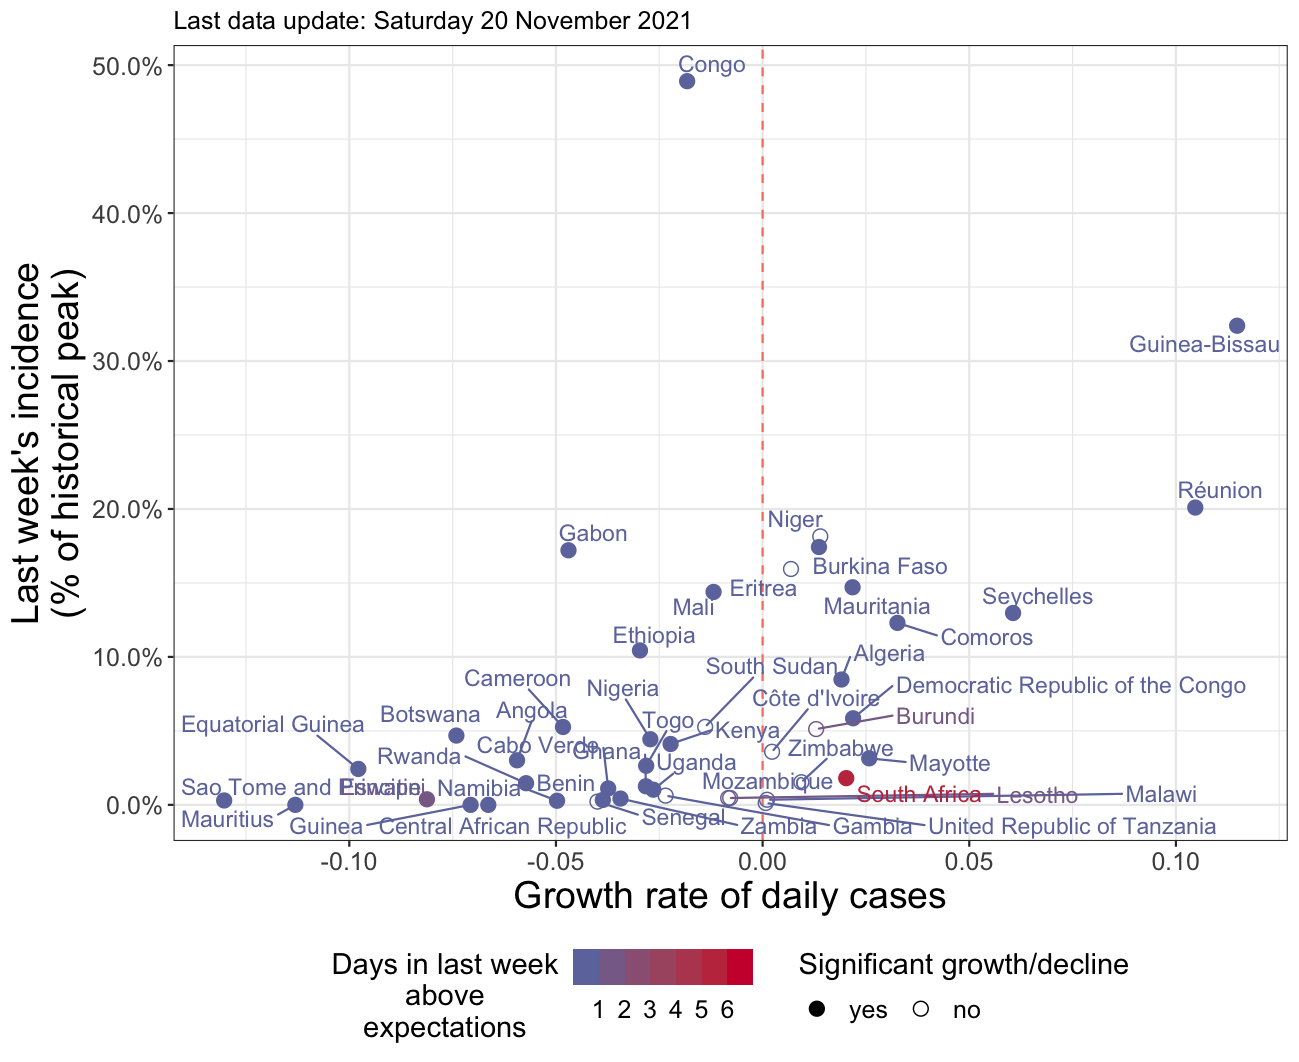 Last data update: Saturday 20 November 2021
50.0%
40.0%
30.0%
20.0%
10.0%
0.0%
Last week's incidence
(% of historical peak)
Congo
Guinea-Bissau
Réunion
Niger
Gabon
Burkina Faso
Eritrea
Mali
Mauritania
Seychelles
Comoros
Ethiopia
Algeria
South Sudan
Cameroon
Nigeria
Democratic Republic of the Congo
Côte d'Ivoire
Angola
Botswana
Burundi
Togo
Equatorial Guinea
Kenya
Cabo Verde
Ghana
Zimbabwe
Rwanda
Uganda
Mayotte
Mozambique
Benin
Sao Tome and Principe
Eswatini
Namibia
South Africa
Lesotho
Malawi
Mauritius
Senegal
Guinea
Central African Republic
Zambia
Gambia
United Republic of Tanzania
-0.10
-0.05
0.00
0.05
0.10
Growth rate of daily cases
Days in last week
above
expectations
1 2 3 4 5 6
Significant growth/decline
yes
no